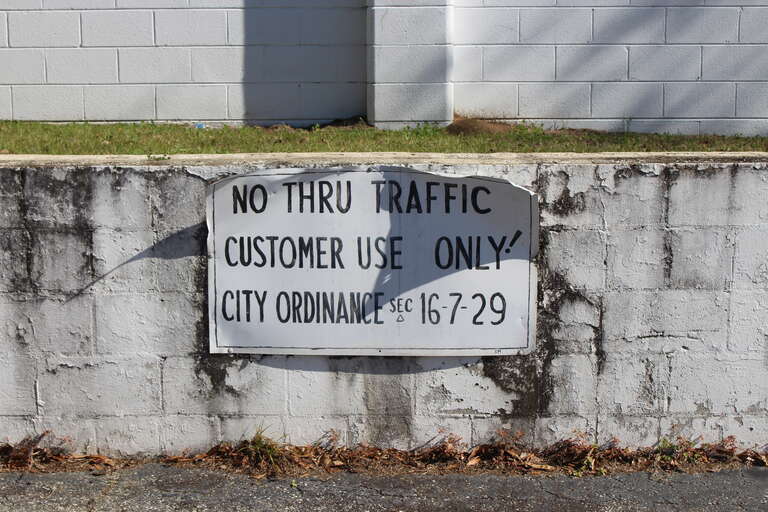 NO THRU TRAFFIC
CUSTOMER USE ONLY!
CITY ORDINANCE SEC 16-7-29